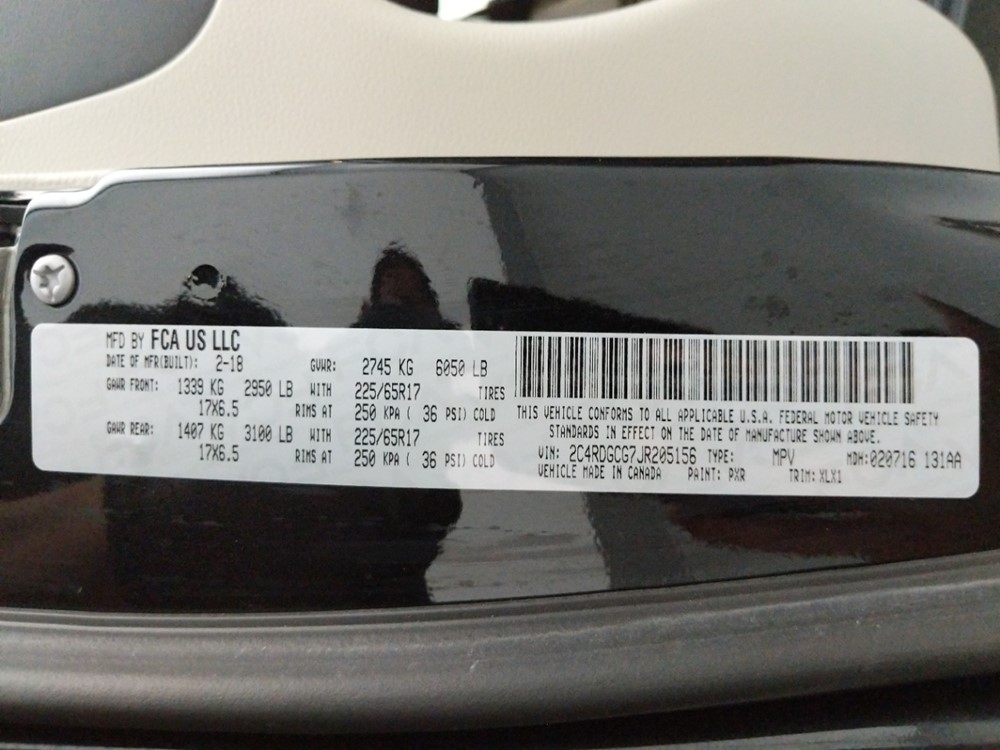 MFD BY FCA US LLC
DATE OF MFR(BUILT): 2-18 GVWR: 2745 KG 6050 LB
GAWR FRONT: 1339 KG 2950 LB WITH 225/65R17 TIRES
17X6.5 RIMS AT 250 KPA ( 36 PSI) COLD
GAWR REAR: 1407 KG 3100 LB WITH 225/65R17 TIRES
17X6.5 RIMS AT 250 KPA ( 36 PSI) COLD
THIS VEHICLE CONFORMS TO ALL APPLICABLE U.S.A. FEDERAL MOTOR VEHICLE SAFETY
STANDARDS IN EFFECT ON THE DATE OF MANUFACTURE SHOWN ABOVE.
VIN: 2C4RDGCG7JR205156 TYPE: MPV MDH:020716 131AA
VEHICLE MADE IN CANADA PAINT: PXR TRIM: XLX1